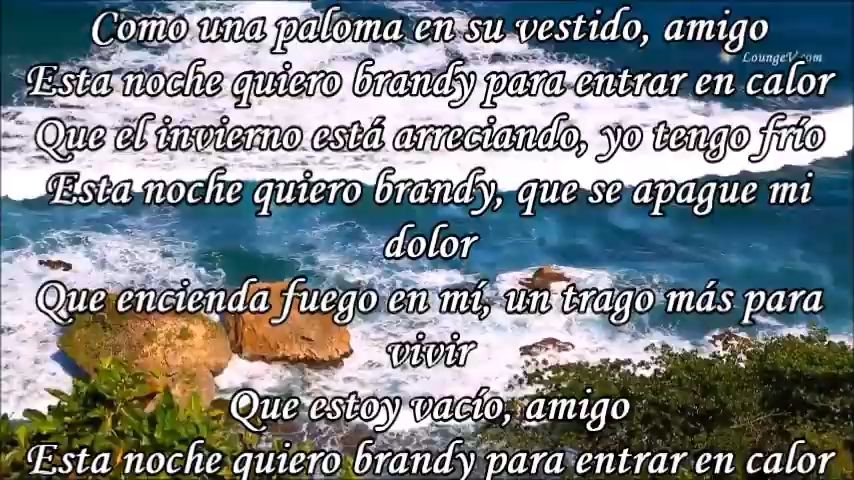 Como una paloma en su vestido, amigo
LoungeV.com
Esta noche quiero brandy para entrar en calor
Que el invierno está arreciando, yo tengo frío
Esta noche quiero brandy, que se apague mi
dolor
Que encienda fuego en mí, un trago más para
vivir
Que estoy vacío, amigo
Esta noche quiero brandy para entrar en calor